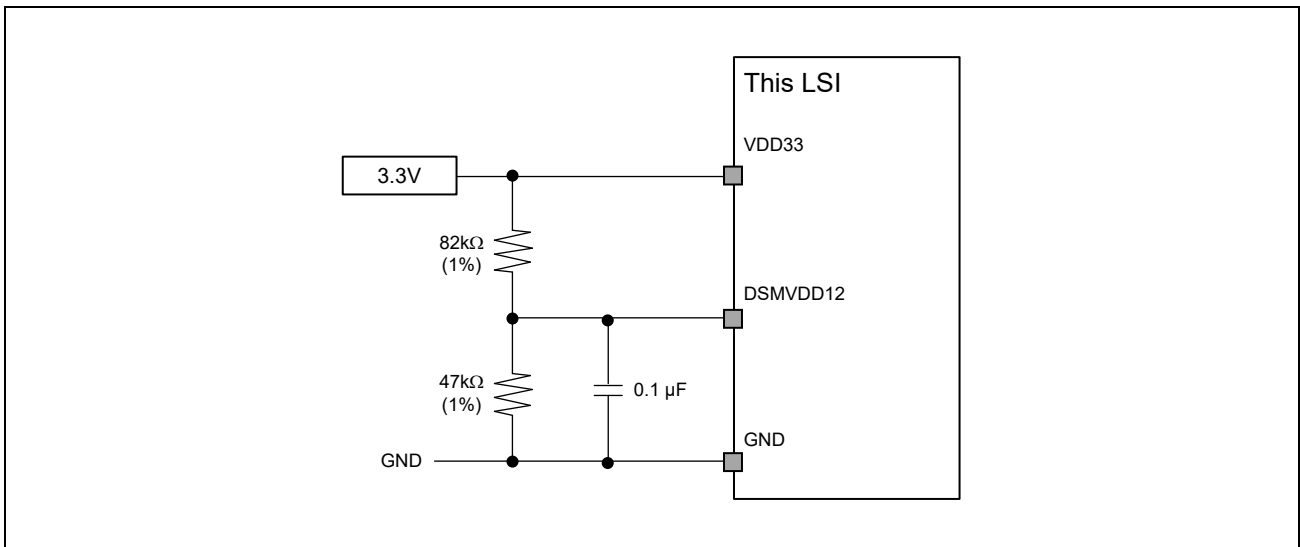 This LSI
VDD33
3.3V
82kΩ
(1%)
DSMVDD12
47kΩ
(1%)
0.1 µF
GND
GND